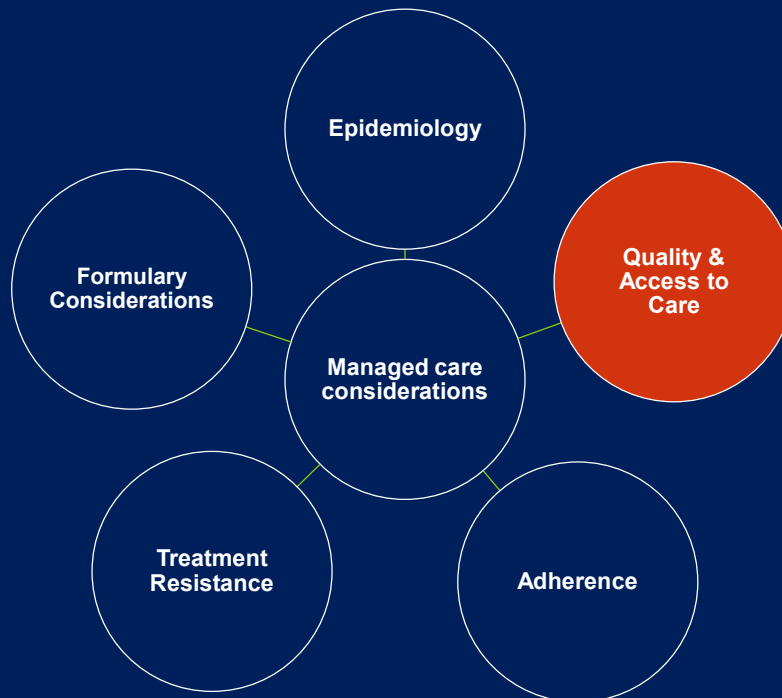 Epidemiology
Quality &
Access to
Care
Formulary
Considerations
Managed care
considerations
Treatment
Resistance
Adherence